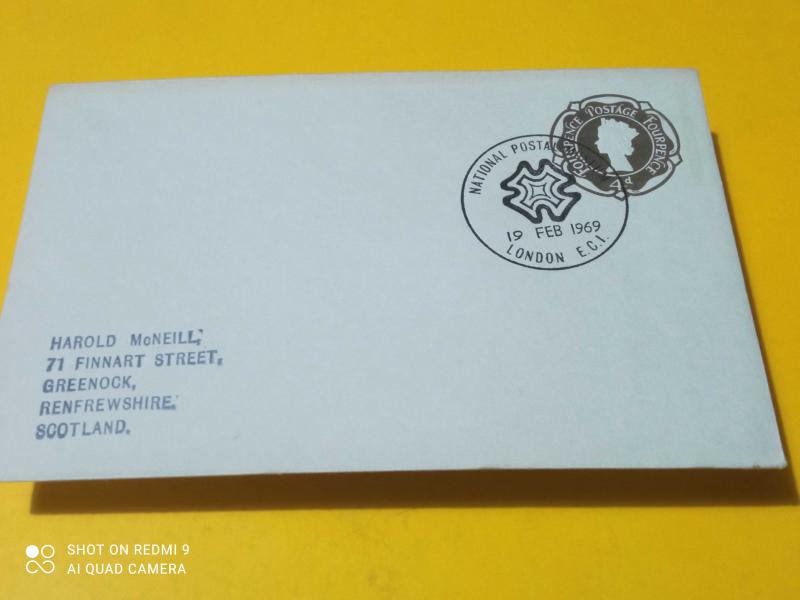 FOURPENCE POSTAGE FOURPENCE
4D
NATIONAL POSTAL
19 FEB 1969
LONDON E.C.1.
HAROLD McNEILL,
71 FINNART STREET,
GREENOCK,
RENFREWSHIRE.
SCOTLAND.
SHOT ON REDMI 9
AI QUAD CAMERA